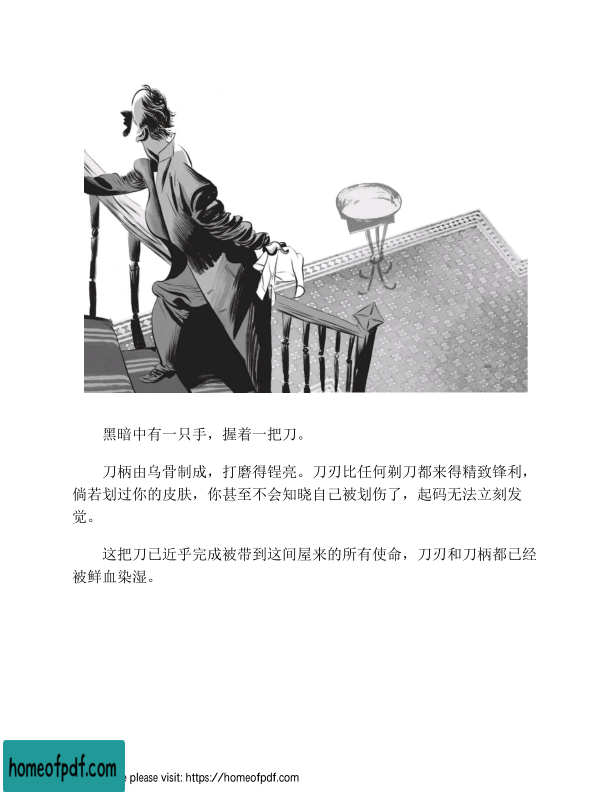 黑暗中有一只手，握着一把刀。
刀柄由乌骨制成，打磨得锃亮。刀刃比任何剃刀都来得精致锋利，
倘若划过你的皮肤，你甚至不会知晓自己被划伤了，起码无法立刻发
觉。
这把刀已近乎完成被带到这间屋来的所有使命，刀刃和刀柄都已经
被鲜血染湿。
homeofpdf.com
e please visit: https://homeofpdf.com